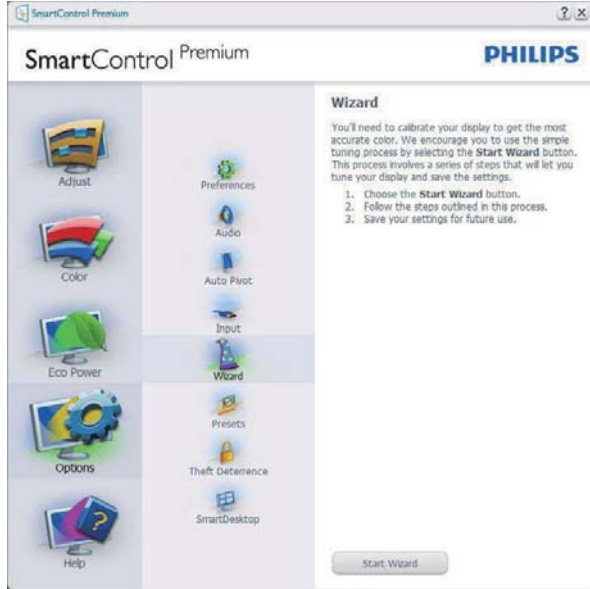 SmartControl Premium
SmartControl Premium
PHILIPS
Adjust
Color
Eco Power
Options
Help
Preferences
Audio
Auto Pivot
Input
Wizard
Presets
Theft Deterrence
SmartDesktop
Wizard
You'll need to calibrate your display to get the most
accurate color. We encourage you to use the simple
tuning process by selecting the Start Wizard button.
This process involves a series of steps that will let you
tune your display and save the settings.
1. Choose the Start Wizard button.
2. Follow the steps outlined in this process.
3. Save your settings for future use.
Start Wizard